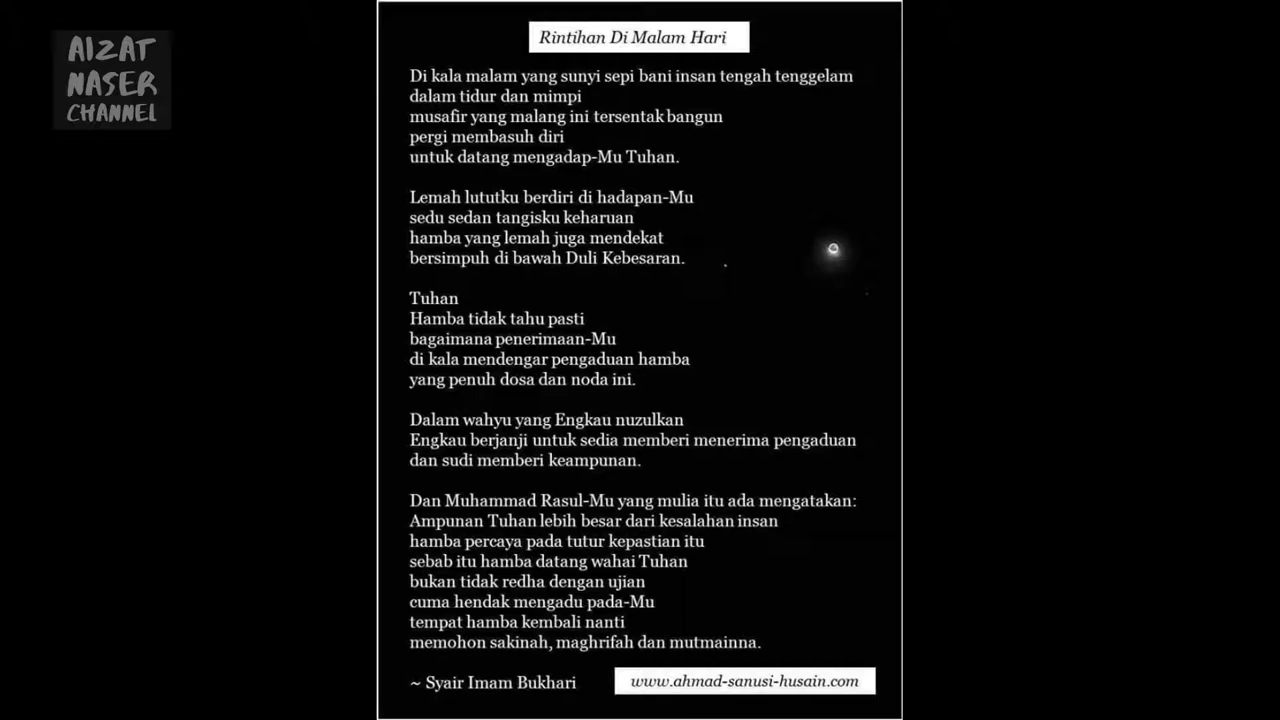 AIZAT
NASER
CHANNEL
Rintihan Di Malam Hari
Di kala malam yang sunyi sepi bani insan tengah tenggelam
dalam tidur dan mimpi
musafir yang malang ini tersentak bangun
pergi membasuh diri
untuk datang mengadap-Mu Tuhan.
Lemah lututku berdiri di hadapan-Mu
sedu sedan tangisku keharuan
hamba yang lemah juga mendekat
bersimpuh di bawah Duli Kebesaran.
Tuhan
Hamba tidak tahu pasti
bagaimana penerimaan-Mu
di kala mendengar pengaduan hamba
yang penuh dosa dan noda ini.
Dalam wahyu yang Engkau nuzulkan
Engkau berjanji untuk sedia memberi menerima pengaduan
dan sudi memberi keampunan.
Dan Muhammad Rasul-Mu yang mulia itu ada mengatakan:
Ampunan Tuhan lebih besar dari kesalahan insan
hamba percaya pada tutur kepastian itu
sebab itu hamba datang wahai Tuhan
bukan tidak redha dengan ujian
cuma hendak mengadu pada-Mu
tempat hamba kembali nanti
memohon sakinah, maghrifah dan mutmainna.
~ Syair Imam Bukhari
www.ahmad-sanusi-husain.com